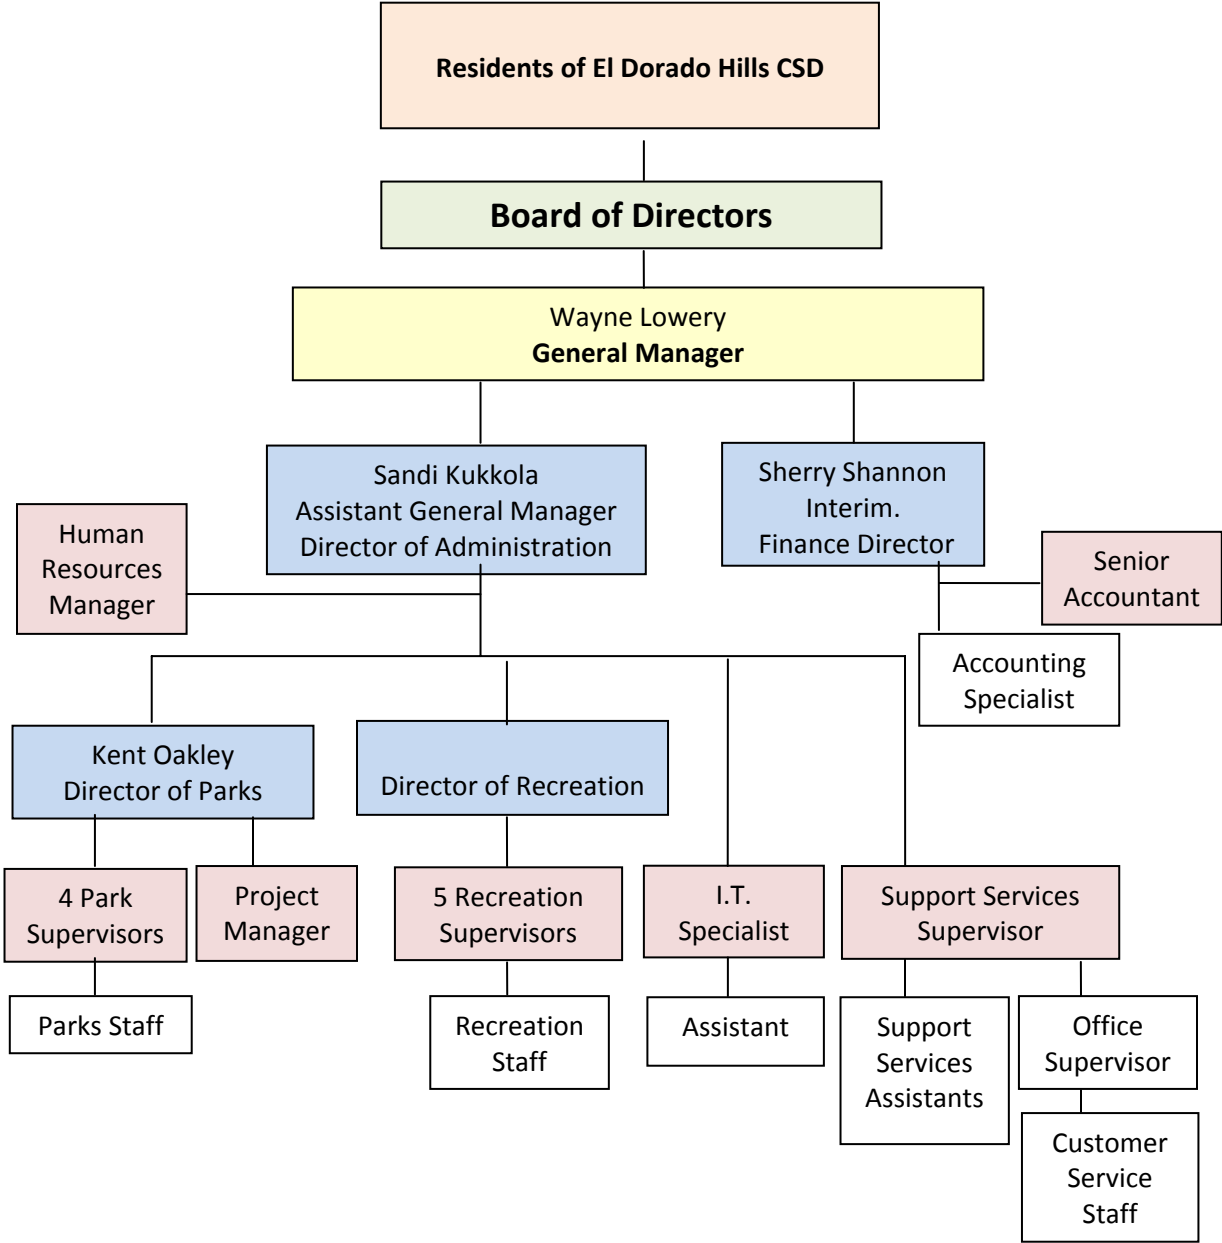 Residents of El Dorado Hills CSD
Board of Directors
Wayne Lowery
General Manager
Sandi Kukkola
Assistant General Manager
Director of Administration
Sherry Shannon
Interim.
Finance Director
Human
Resources
Manager
Senior
Accountant
Accounting
Specialist
Kent Oakley
Director of Parks
Director of Recreation
4 Park
Supervisors
Project
Manager
5 Recreation
Supervisors
I.T.
Specialist
Support Services
Supervisor
Parks Staff
Recreation
Staff
Assistant
Support
Services
Assistants
Office
Supervisor
Customer
Service
Staff